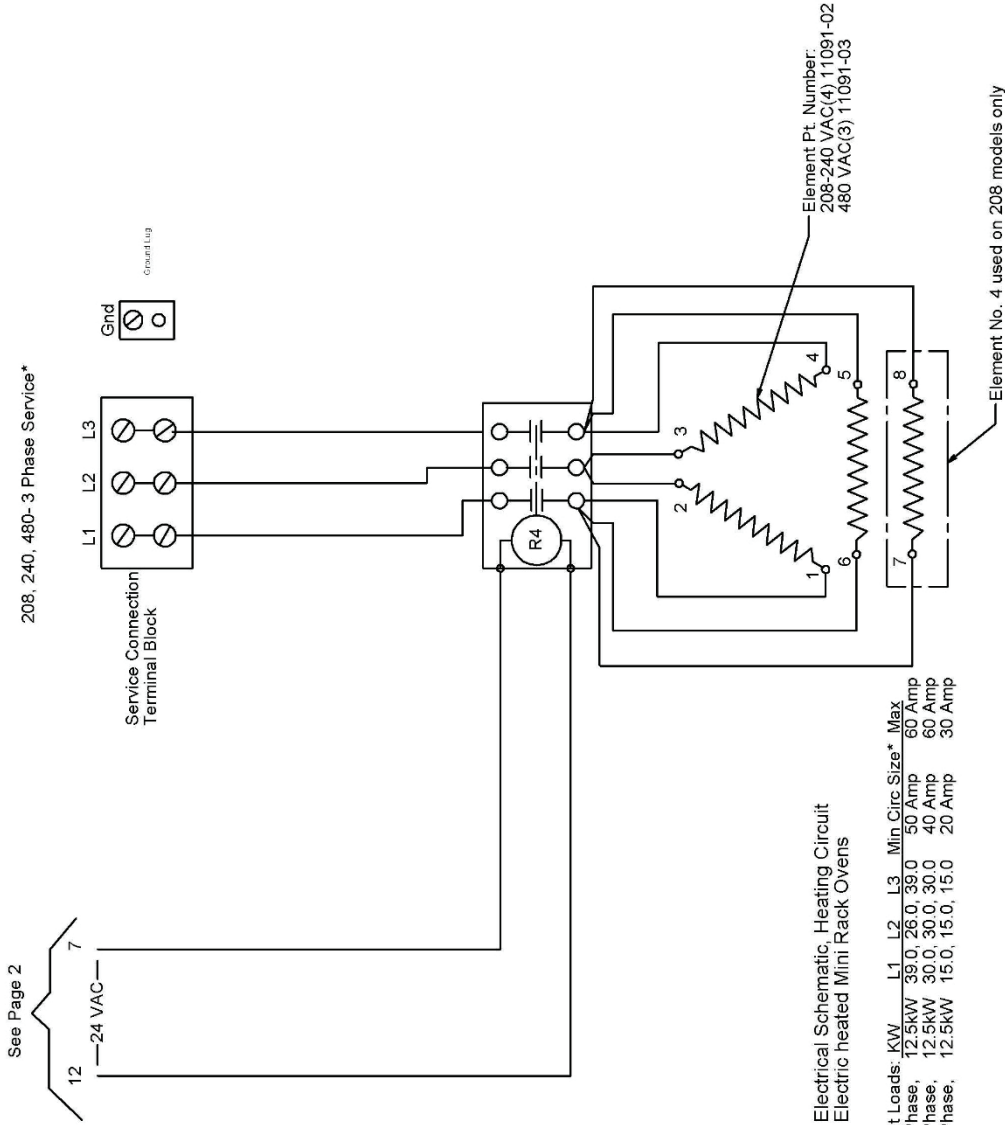 See Page 2
12
24 VAC
7
208, 240, 480- 3 Phase Service*
Service Connection
Terminal Block
L1
L2
L3
Gnd
Ground Lug
R4
1
2
3
4
5
6
7
8
Element Pt. Number:
208-240 VAC(4) 11091-02
480 VAC(3) 11091-03
Element No. 4 used on 208 models only
Electrical Schematic, Heating Circuit
Electric heated Mini Rack Ovens
t Loads: KW L1 L2 L3 Min Circ Size* Max
hase, 12.5kW 39.0, 26.0, 39.0 50 Amp 60 Amp
hase, 12.5kW 30.0, 30.0, 30.0 40 Amp 60 Amp
hase, 12.5kW 15.0, 15.0, 15.0 20 Amp 30 Amp